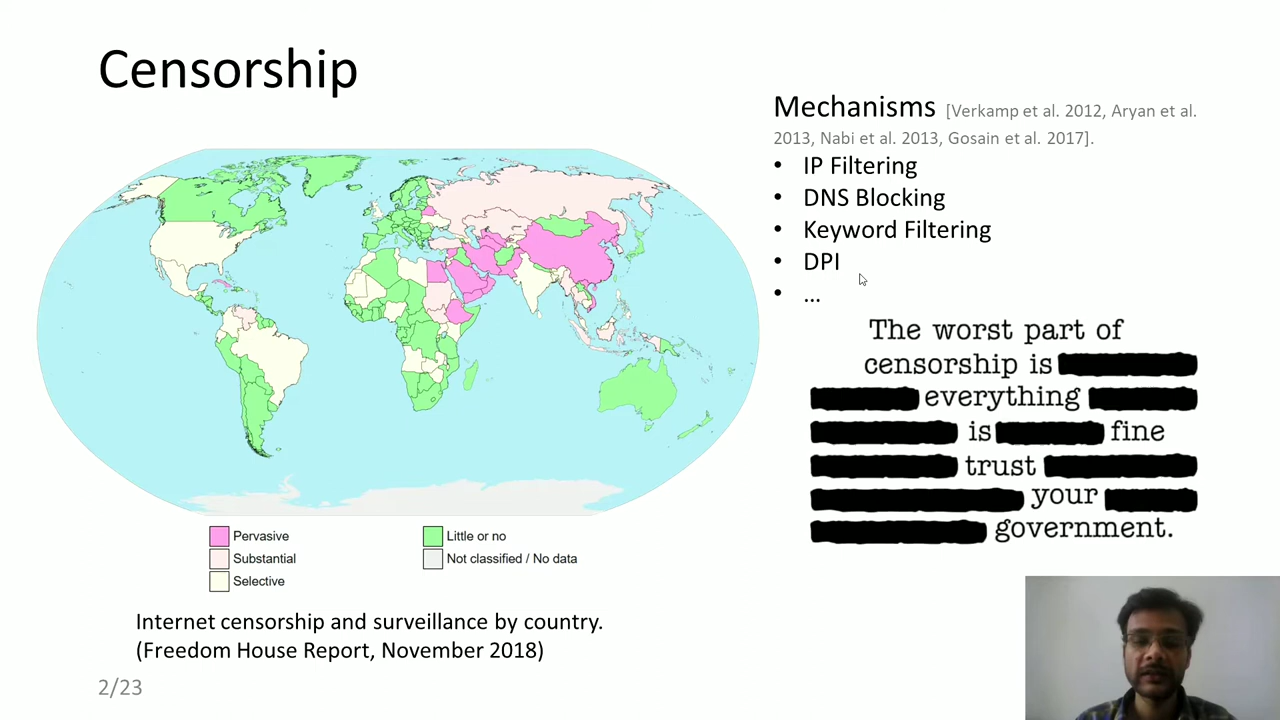 Censorship
Mechanisms [Verkamp et al. 2012, Aryan et al.
2013, Nabi et al. 2013, Gosain et al. 2017].
• IP Filtering
• DNS Blocking
• Keyword Filtering
• DPI
• ...
The worst part of
censorship is
everything
is fine
trust
your
government.
Pervasive
Substantial
Selective
Little or no
Not classified / No data
Internet censorship and surveillance by country.
(Freedom House Report, November 2018)
2/23